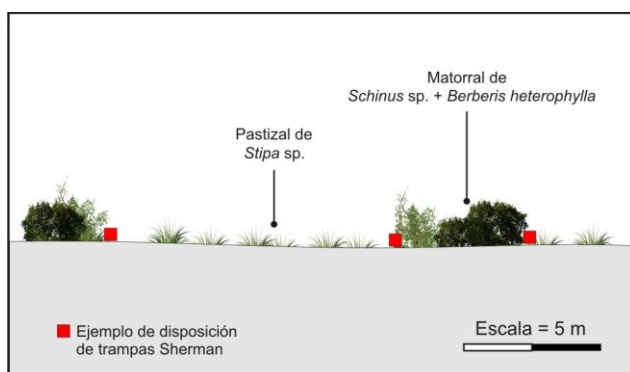 Matorral de
Schinus sp. + Berberis heterophylla
Pastizal de
Stipa sp.
Ejemplo de disposición
de trampas Sherman
Escala = 5 m